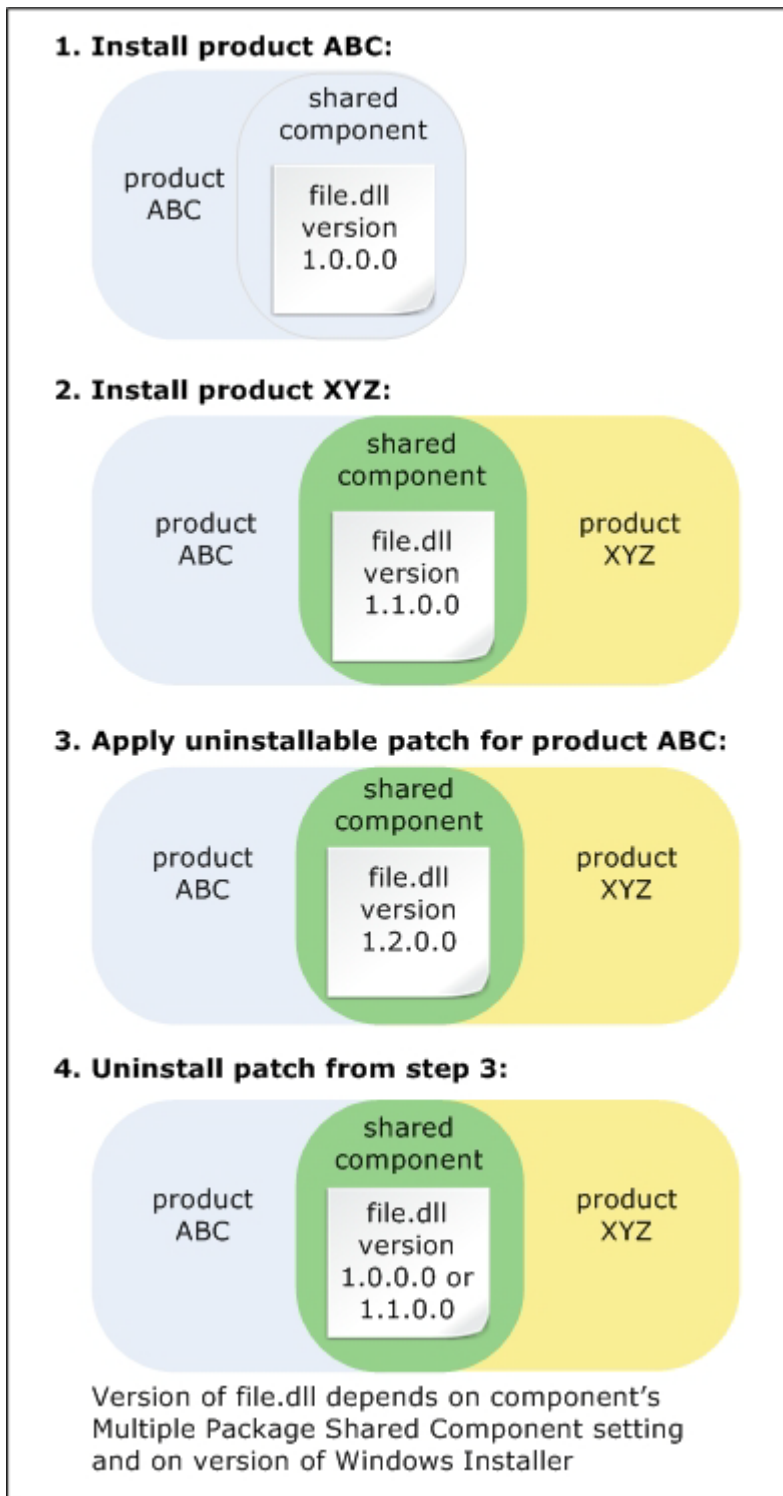 1. Install product ABC:
shared
component
product
ABC
file.dll
version
1.0.0.0
2. Install product XYZ:
shared
component
product
ABC
file.dll
version
1.1.0.0
product
XYZ
3. Apply uninstallable patch for product ABC:
shared
component
product
ABC
file.dll
version
1.2.0.0
product
XYZ
4. Uninstall patch from step 3:
shared
component
product
ABC
file.dll
version
1.0.0.0 or
1.1.0.0
product
XYZ
Version of file.dll depends on component's
Multiple Package Shared Component setting
and on version of Windows Installer